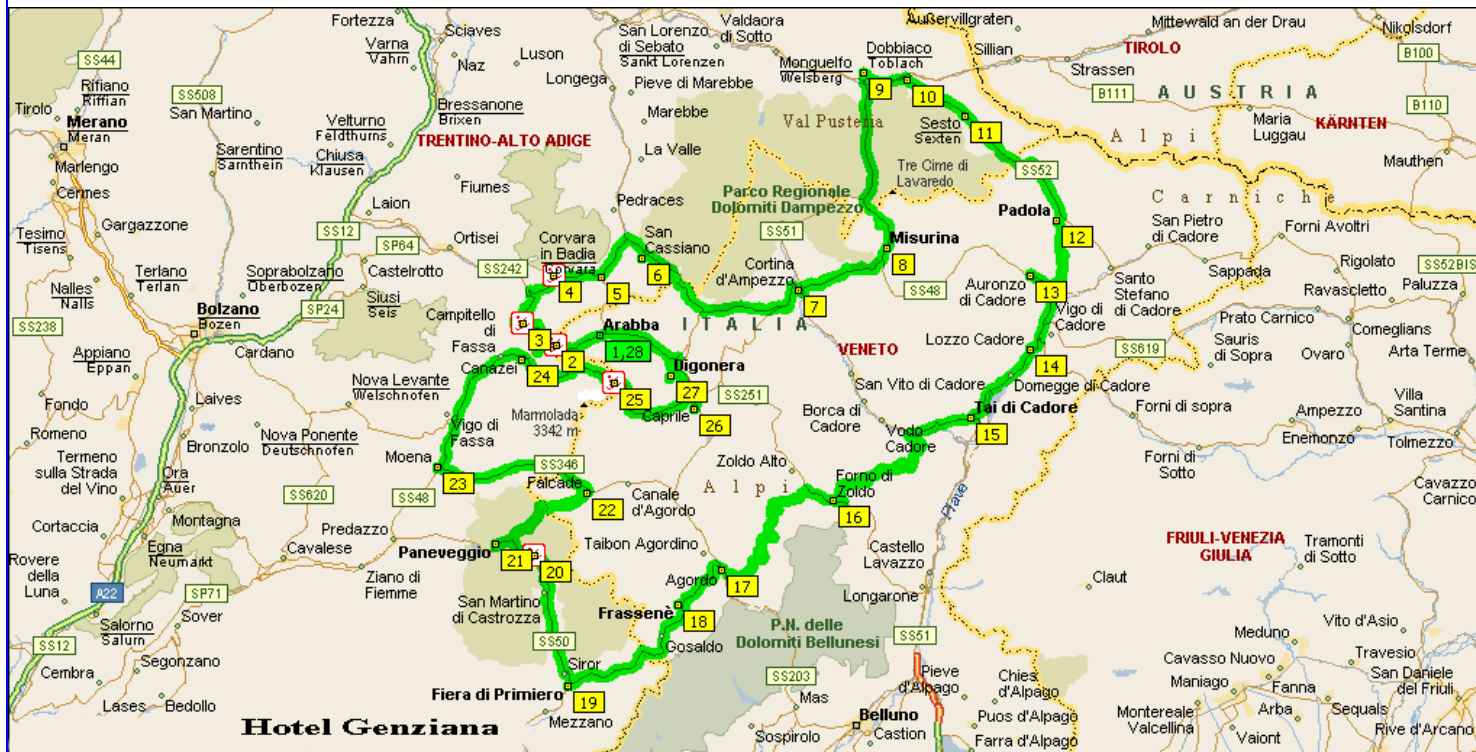 Fortezza
Sciaves
Varna
Vahrn
Naz
Luson
San Lorenzo
di Sebato
Sankt Lorenzen
Longega
Pieve di Marebbe
Marebbe
Valdaora
di Sotto
Monguelfo
Welsberg
Dobbiaco
Toblach
Außervillgraten
Sillian
Strassen
Mittewald an der Drau
TIROLO
Nikolsdorf
B100
B111
AUSTRIA
B110
KÄRNTEN
Maria
Luggau
Mauthen
SS44
Rifiano
Riffian
Tirolo
Merano
Meran
Marlengo
Cermes
SS508
San Martino
Velturno
Feldthurns
Bressanone
Brixen
Sarentino
Sarnthein
Chiusa
Klausen
TRENTINO-ALTO ADIGE
Fiumes
La Valle
Laion
Gargazzone
Tesimo
Tisens
SS12
SP64
Ortisei
Pedraces
Val Pusteria
9
10
Sesto
Sexten
11
Tre Cime di
Lavaredo
SS52
Alpi
Carniche
Parco Regionale
Dolomiti Dampezzo
Padola
12
San Pietro
di Cadore
Forni Avoltri
Misurina
8
SS51
San
Cassiano
6
Corvara
in Badia
Corvara
SS242
4
5
Cortina
d'Ampezzo
7
SS48
Auronzo
di Cadore
13
Santo
Stefano
di Cadore
Sappada
Rigolato
SS52BIS
Ravascletto
Paluzza
Nalles
Nalls
Terlano
Terlan
Soprabolzano
Oberbozen
Castelrotto
Siusi
Seis
SP24
SS238
Bolzano
Bozen
Cardano
Appiano
Eppan
Campitello
di
Fassa
3
2
Arabba
1,28
ITALIA
VENETO
Vigo di
Cadore
Lozzo Cadore
14
SS619
Prato Carnico
Comeglians
Sauris
di Sopra
Ovaro
Arta Terme
Canazei
24
25
Digonera
27
SS251
26
Caprile
Marmolada
3342 m
San Vito di Cadore
Domegge di Cadore
Borca di
Cadore
Tai di Cadore
15
Forni di sopra
Villa
Santina
Ampezzo
Enemonzo
Tolmezzo
Fondo
Romeno
Laives
Nova Levante
Welschnofen
Bronzolo
Nova Ponente
Deutschnofen
Vigo di
Fassa
Moena
23
SS346
Falcade
22
Canale
d'Agordo
Zoldo Alto
Alpi
Vodo
Cadore
Forno di
Zoldo
16
Piave
Forni di
Sotto
Cavazzo
Carnico
Termeno
sulla Strada
del Vino
Ora
Auer
SS620
SS48
Cortaccia
Montagna
Predazzo
Cavalese
Egna
Neumarkt
Rovere
della
Luna
A22
Salorno
Salurn
SP71
Sover
Ziano di
Fiemme
Paneveggio
21
20
San Martino
di Castrozza
Taibon Agordino
Agordo
17
Frassenè
18
Gosaldo
Castello
Lavazzo
Longarone
P.N. delle
Dolomiti Bellunesi
FRIULI-VENEZIA
GIULIA
Tramonti
di Sotto
Claut
SS12
Cembra
Segonzano
Lases
Bedollo
SS50
Siror
Fiera di Primiero
19
Mezzano
SS203
Mas
Sospirolo
SS51
Pieve
d'Alpago
Belluno
Castion
Chies
d'Alpago
Puos d'Alpago
Farra d'Alpago
Meduno
Vito d'Asio
Cavasso Nuovo
Travesio
Maniago
Fanna
San Daniele
del Friuli
Montereale
Valcellina
Arba
Sequals
Vivaro
Rive d'Arcano
Hotel Genziana